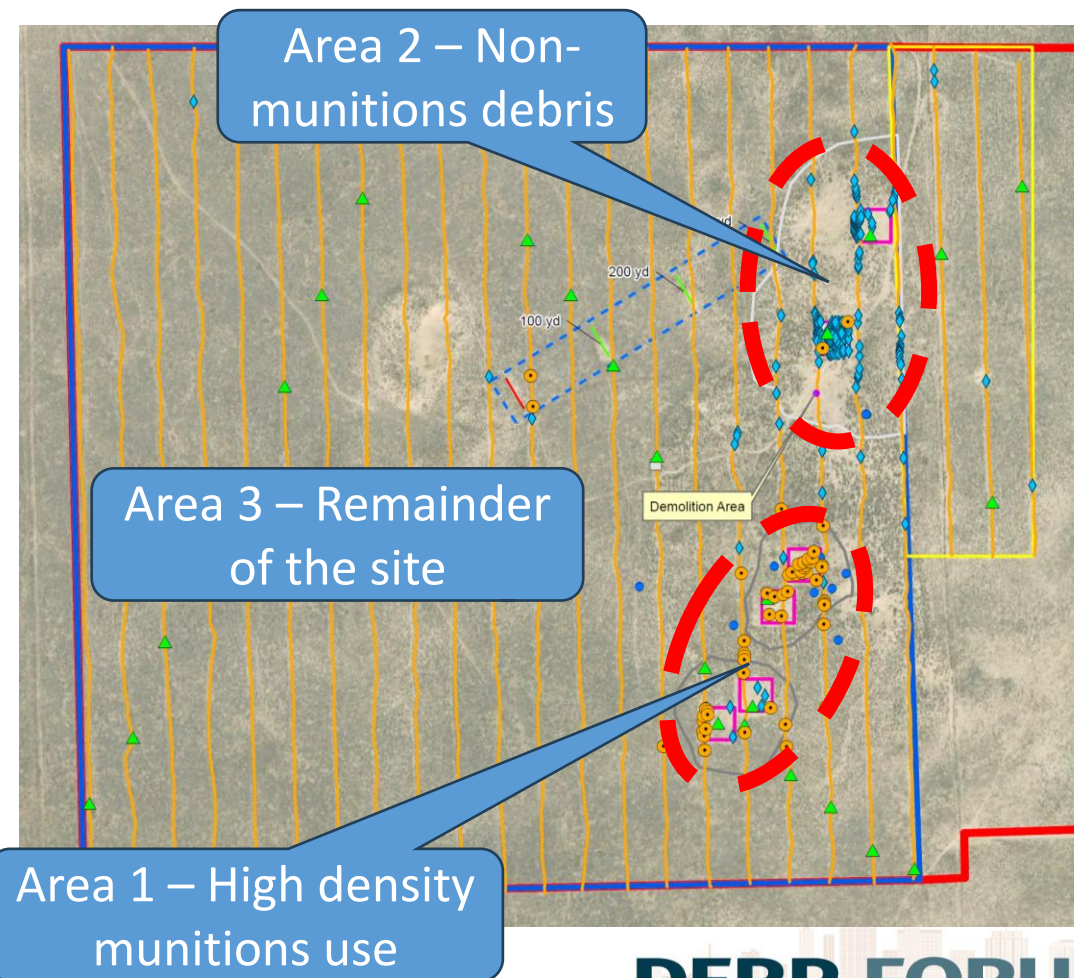 Area 2 – Non-
munitions debris
yd
200 yd
100 yd
Area 3 – Remainder
of the site
Demolition Area
Area 1 – High density
munitions use